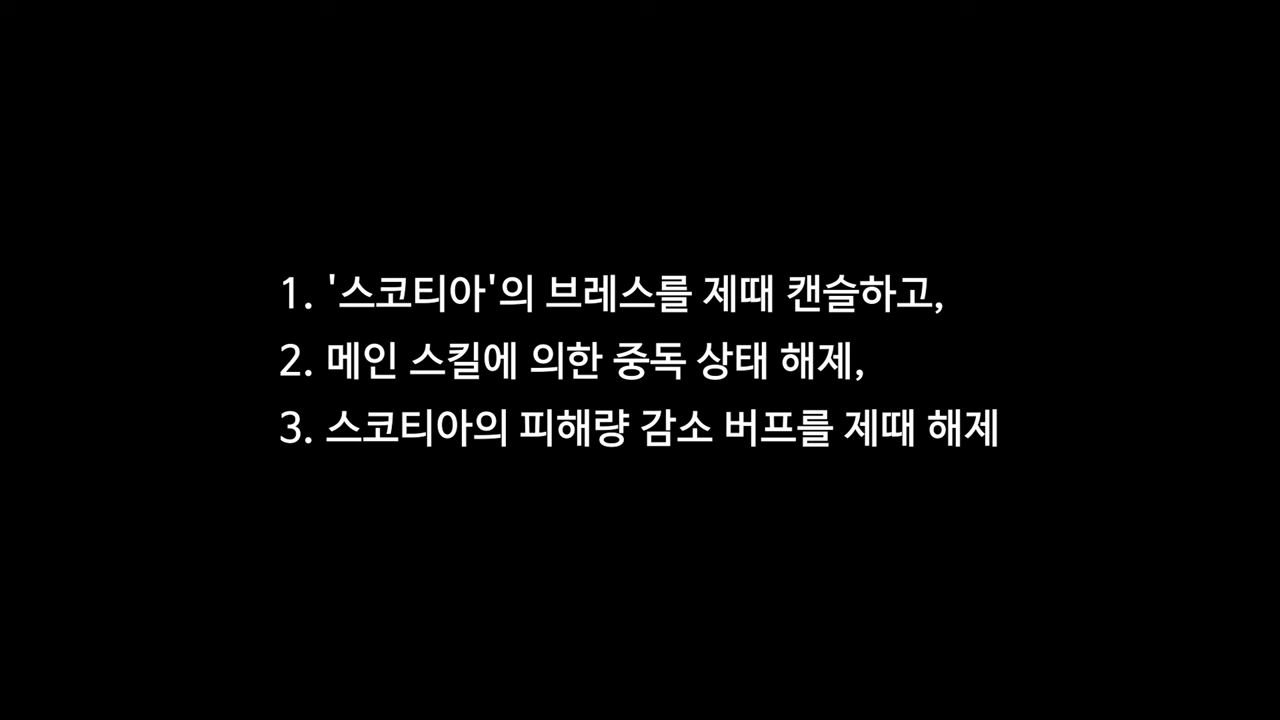 1. '스코티아'의 브레스를 제때 캔슬하고,
2. 메인 스킬에 의한 중독 상태 해제,
3. 스코티아의 피해량 감소 버프를 제때 해제